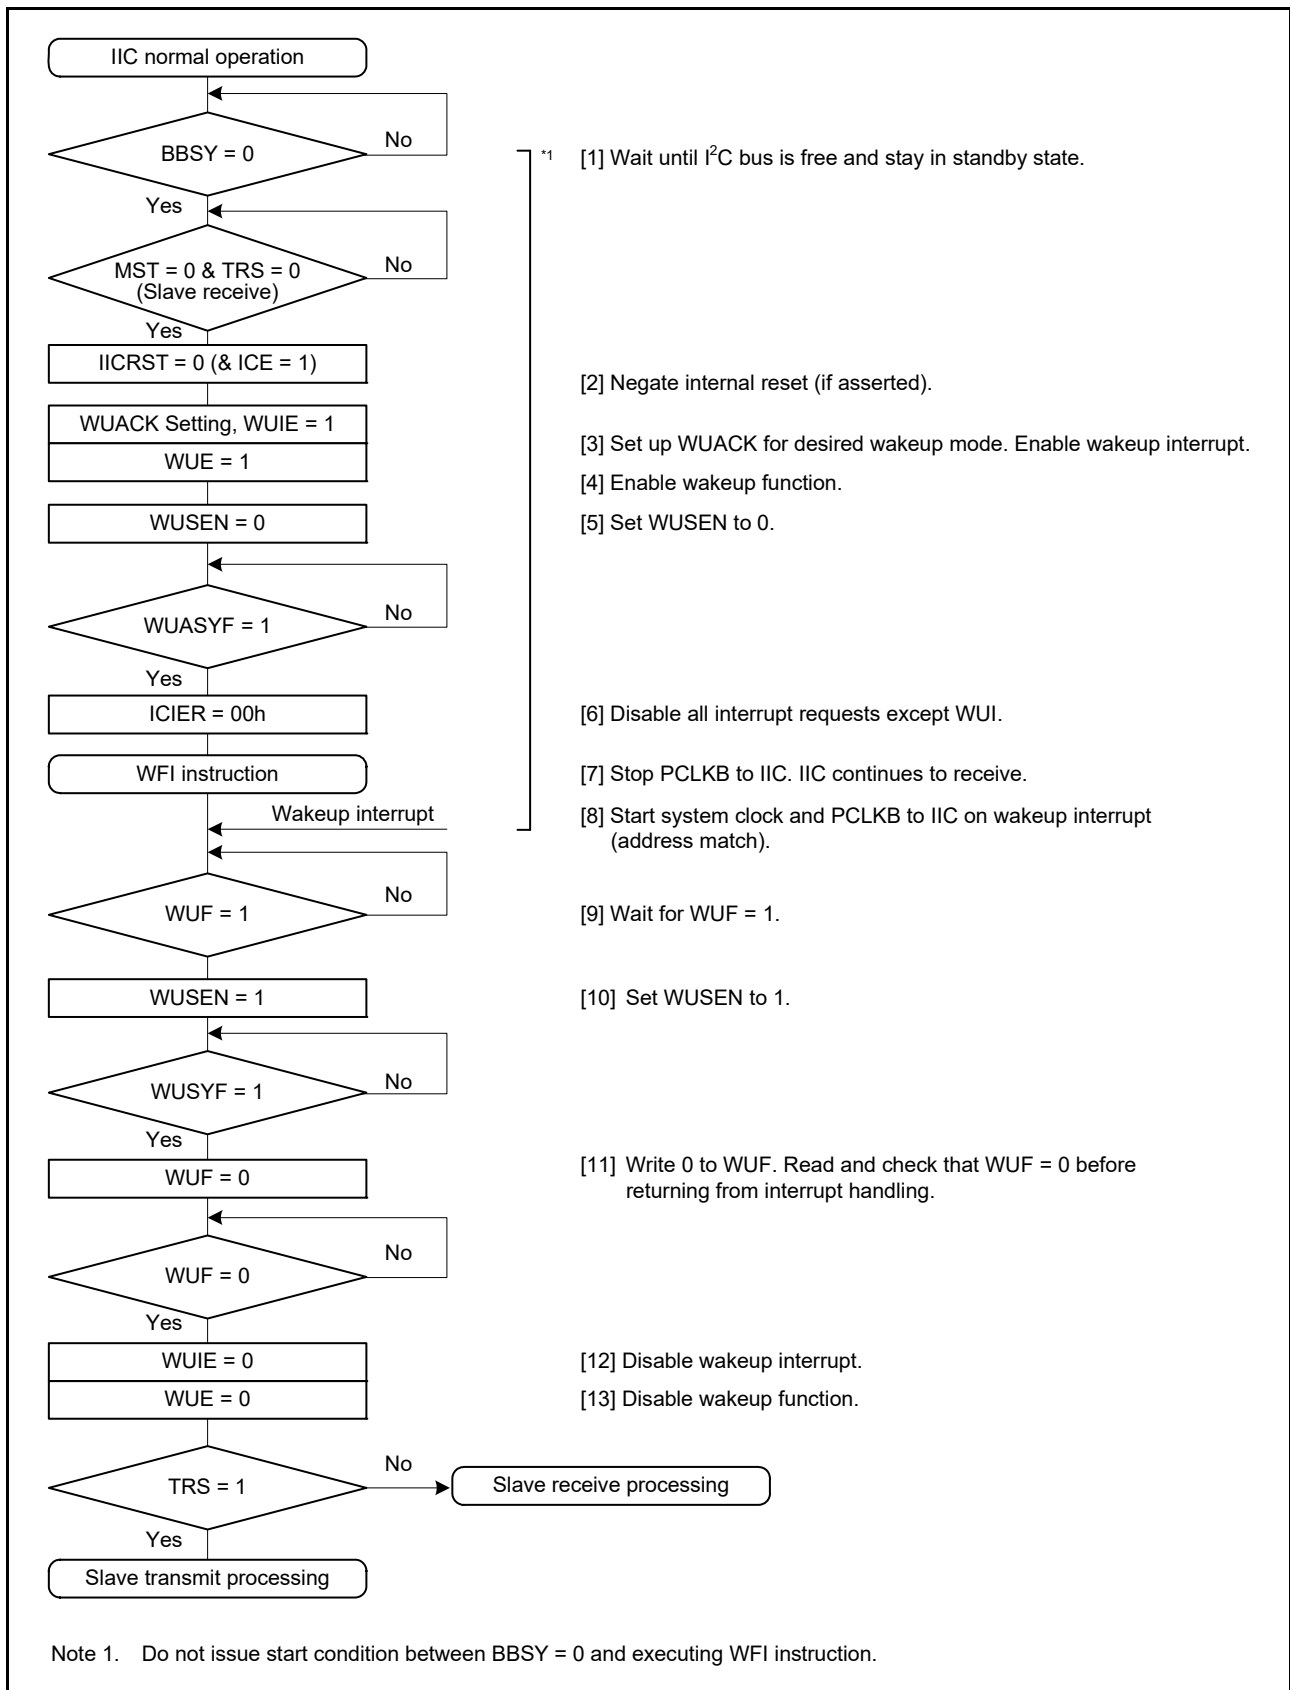 IIC normal operation
No
BBSY = 0
*1 [1] Wait until I²C bus is free and stay in standby state.
Yes
MST = 0 & TRS = 0
(Slave receive)
No
Yes
IICRST = 0 (& ICE = 1)
[2] Negate internal reset (if asserted).
WUACK Setting, WUIE = 1
[3] Set up WUACK for desired wakeup mode. Enable wakeup interrupt.
WUE = 1
[4] Enable wakeup function.
WUSEN = 0
[5] Set WUSEN to 0.
No
WUASYF = 1
Yes
ICIER = 00h
[6] Disable all interrupt requests except WUI.
WFI instruction
[7] Stop PCLKB to IIC. IIC continues to receive.
Wakeup interrupt
[8] Start system clock and PCLKB to IIC on wakeup interrupt
(address match).
No
WUF = 1
[9] Wait for WUF = 1.
WUSEN = 1
[10] Set WUSEN to 1.
No
WUSYF = 1
Yes
WUF = 0
[11] Write 0 to WUF. Read and check that WUF = 0 before
returning from interrupt handling.
No
WUF = 0
Yes
WUIE = 0
[12] Disable wakeup interrupt.
WUE = 0
[13] Disable wakeup function.
No
TRS = 1
Slave receive processing
Yes
Slave transmit processing
Note 1. Do not issue start condition between BBSY = 0 and executing WFI instruction.